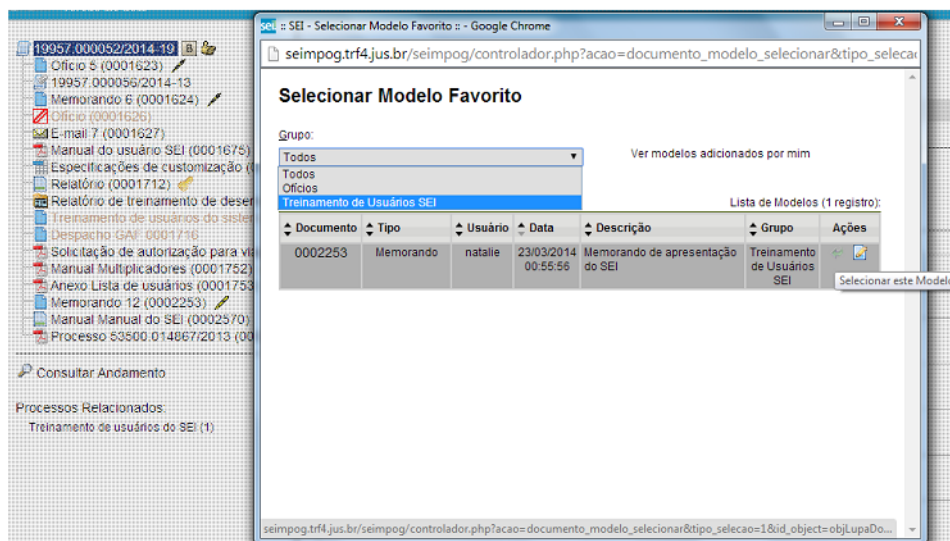 19957.000052/2014-19
Ofício 5 (0001623)
19957.000056/2014-13
Memorando 6 (0001624)
Ofício (0001626)
E-mail 7 (0001627)
Manual do usuário SEI (0001675)
Especificações de customização
Relatório (0001712)
Relatório de treinamento de
Treinamento de usuários do
Despacho GAF 0001716
Solicitação de autorização para
Manual Multiplicadores (0001752)
Anexo Lista de usuários (0001753
Memorando 12 (0002253)
Manual Manual do SEI (0002570)
Processo 53500.014867/2013 (00
Consultar Andamento
Processos Relacionados:
Treinamento de usuários do SEI (1)
sei :: SEI - Selecionar Modelo Favorito :: - Google Chrome
seimpog.trf4.jus.br/seimpog/controlador.php?acao=documento_modelo_selecionar&tipo_selecao
Selecionar Modelo Favorito
Grupo:
Todos
Ver modelos adicionados por mim
Todos
Ofícios
Treinamento de Usuários SEI
Lista de Modelos (1 registro):
Documento Tipo Usuário Data Descrição Grupo Ações
0002253 Memorando natalie 23/03/2014 00:55:56 Memorando de apresentação do SEI Treinamento de Usuários SEI
Selecionar este Modelo
seimpog.trf4.jus.br/seimpog/controlador.php?acao=documento_modelo_selecionar&tipo_selecao=1&id_object=objLupaDo...